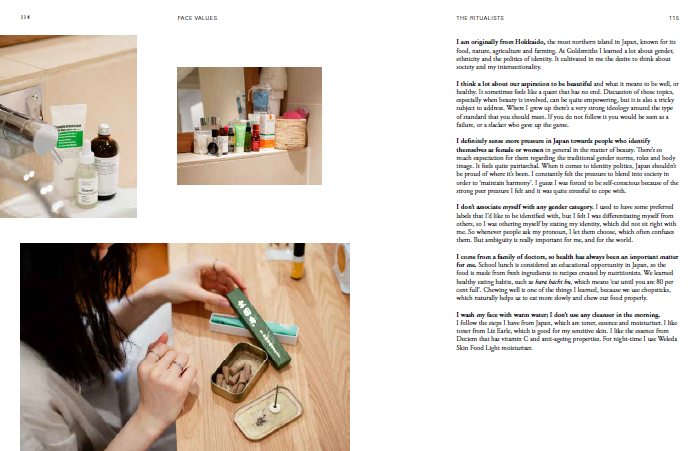 114
FACE VALUES
THE RITUALISTS
115
I am originally from Hokkaido, the most northern island in Japan, known for its
food, nature, agriculture and farming. At Goldsmiths I learned a lot about gender,
ethnicity and the politics of identity. It cultivated in me the desire to think about
society and my intersectionality.
I think a lot about our aspiration to be beautiful and what it means to be well, or
healthy. It sometimes feels like a quest that has no end. Discussion of those topics,
especially when beauty is involved, can be quite empowering, but it is also a tricky
subject to address. Where I grew up there's a very strong ideology around the type
of standard that you should meet. If you do not follow it you would be seen as a
failure, or a slacker who gave up the game.
I definitely sense more pressure in Japan towards people who identify
themselves as female or women in general in the matter of beauty. There's so
much expectation for them regarding the traditional gender norms, roles and body
image. It feels quite patriarchal. When it comes to identity politics, Japan shouldn't
be proud of where it's been. I constantly felt the pressure to blend into society in
order to 'maintain harmony'. I guess I was forced to be self-conscious because of the
strong peer pressure I felt and it was quite stressful to cope with.
I don't associate myself with any gender category. I used to have some preferred
labels that I'd like to be identified with, but I felt I was differentiating myself from
others, so I was othering myself by stating my identity, which did not sit right with
me. So whenever people ask my pronoun, I let them choose, which often confuses
them. But ambiguity is really important for me, and for the world.
I come from a family of doctors, so health has always been an important matter
for me. School lunch is considered an educational opportunity in Japan, so the
food is made from fresh ingredients to recipes created by nutritionists. We learned
healthy eating habits, such as hara hachi bu, which means 'eat until you are 80 per
cent full'. Chewing well is one of the things I learned, because we use chopsticks,
which naturally helps us to eat more slowly and chew our food properly.
I wash my face with warm water; I don't use any cleanser in the morning.
I follow the steps I have from Japan, which are toner, essence and moisturiser. I like
toner from Liz Earle, which is good for my sensitive skin. I like the essence from
Deciem that has vitamin C and anti-ageing properties. For night-time I use Weleda
Skin Food Light moisturiser.